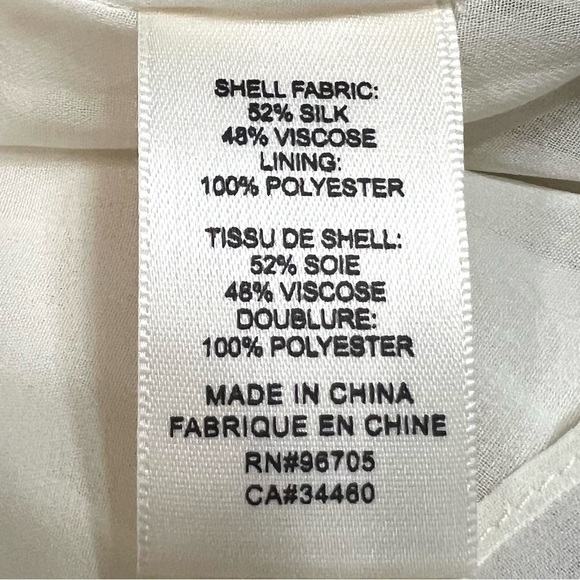 SHELL FABRIC:
52% SILK
48% VISCOSE
LINING:
100% POLYESTER
TISSU DE SHELL:
52% SOIE
48% VISCOSE
DOUBLURE:
100% POLYESTER
MADE IN CHINA
FABRIQUE EN CHINE
RN#96705
CA#34460